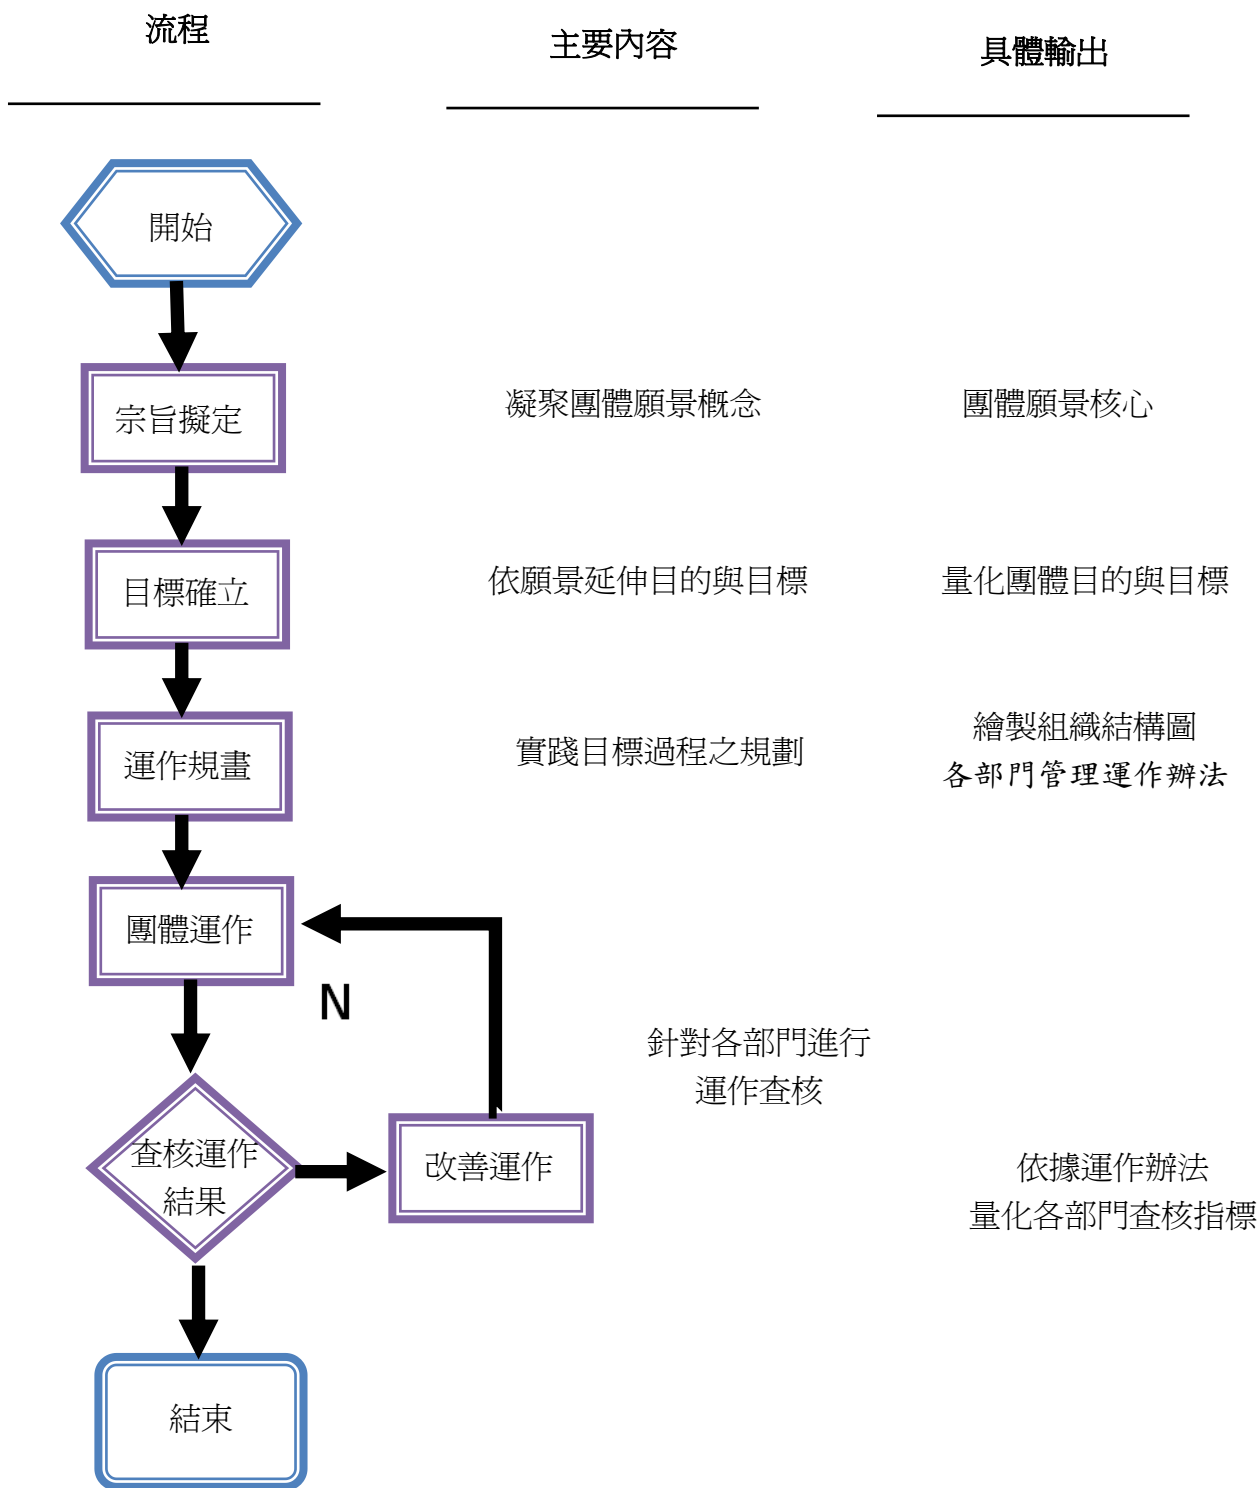 流程
主要內容
具體輸出
開始
宗旨擬定
凝聚團體願景概念
團體願景核心
目標確立
依願景延伸目的與目標
量化團體目的與目標
運作規畫
實踐目標過程之規劃
繪製組織結構圖
各部門管理運作辦法
團體運作
N
針對各部門進行
運作查核
查核運作
結果
改善運作
依據運作辦法
量化各部門查核指標
結束